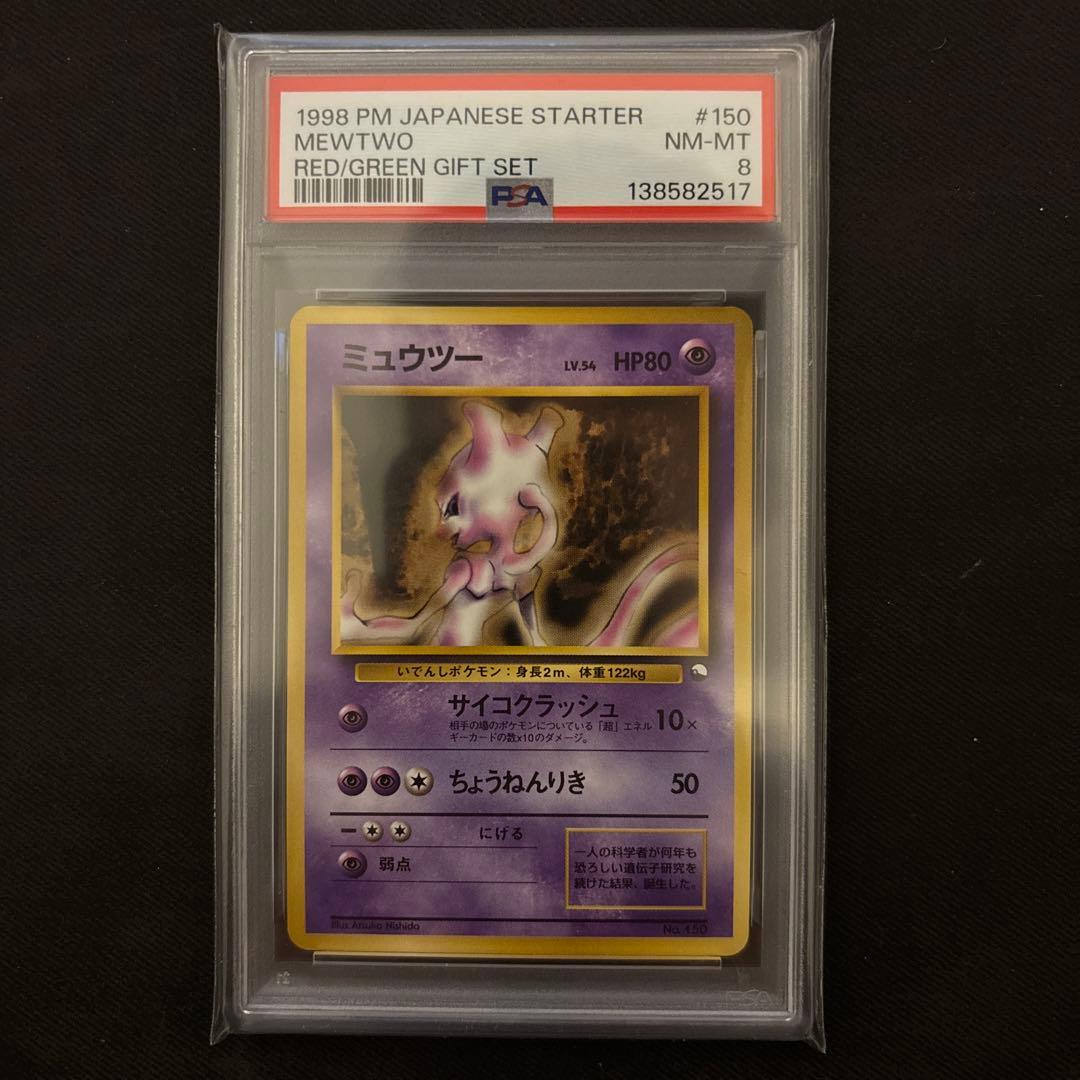 1998 PM JAPANESE STARTER #150
MEWTWO NM-MT
RED/GREEN GIFT SET 8
PSA 138582517
ミュウツー LV.54 HP80
いでんしポケモン：身長2m、体重122kg
サイコクラッシュ 10×
相手の場のポケモンについている「超」エネル
ギーカードの数x10のダメージ。
ちょうねんりき 50
にげる
弱点
一人の科学者が何年も
恐ろしい遺伝子研究を
続けた結果、誕生した。
Illus. Atsuko Nishida No. 150
PSA